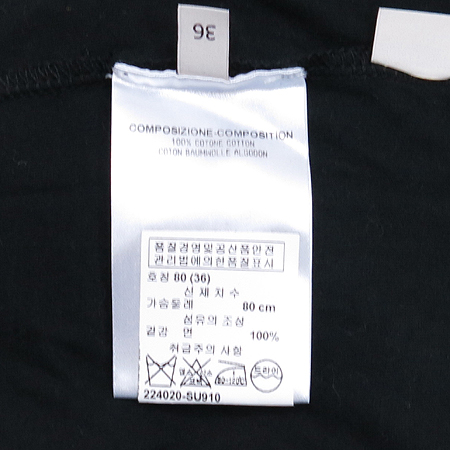 36
COMPOSIZIONE-COMPOSITION
100% COTONE COTTON
COTON BAUMWOLLE ALGODON
품질경영및공산품안전
관리법에의한품질표시
호칭 80 (36)
신체치수
가슴둘레 80 cm
섬유의 조성
겉감 면 100%
취급주의 사항
드라이
224020-SU910